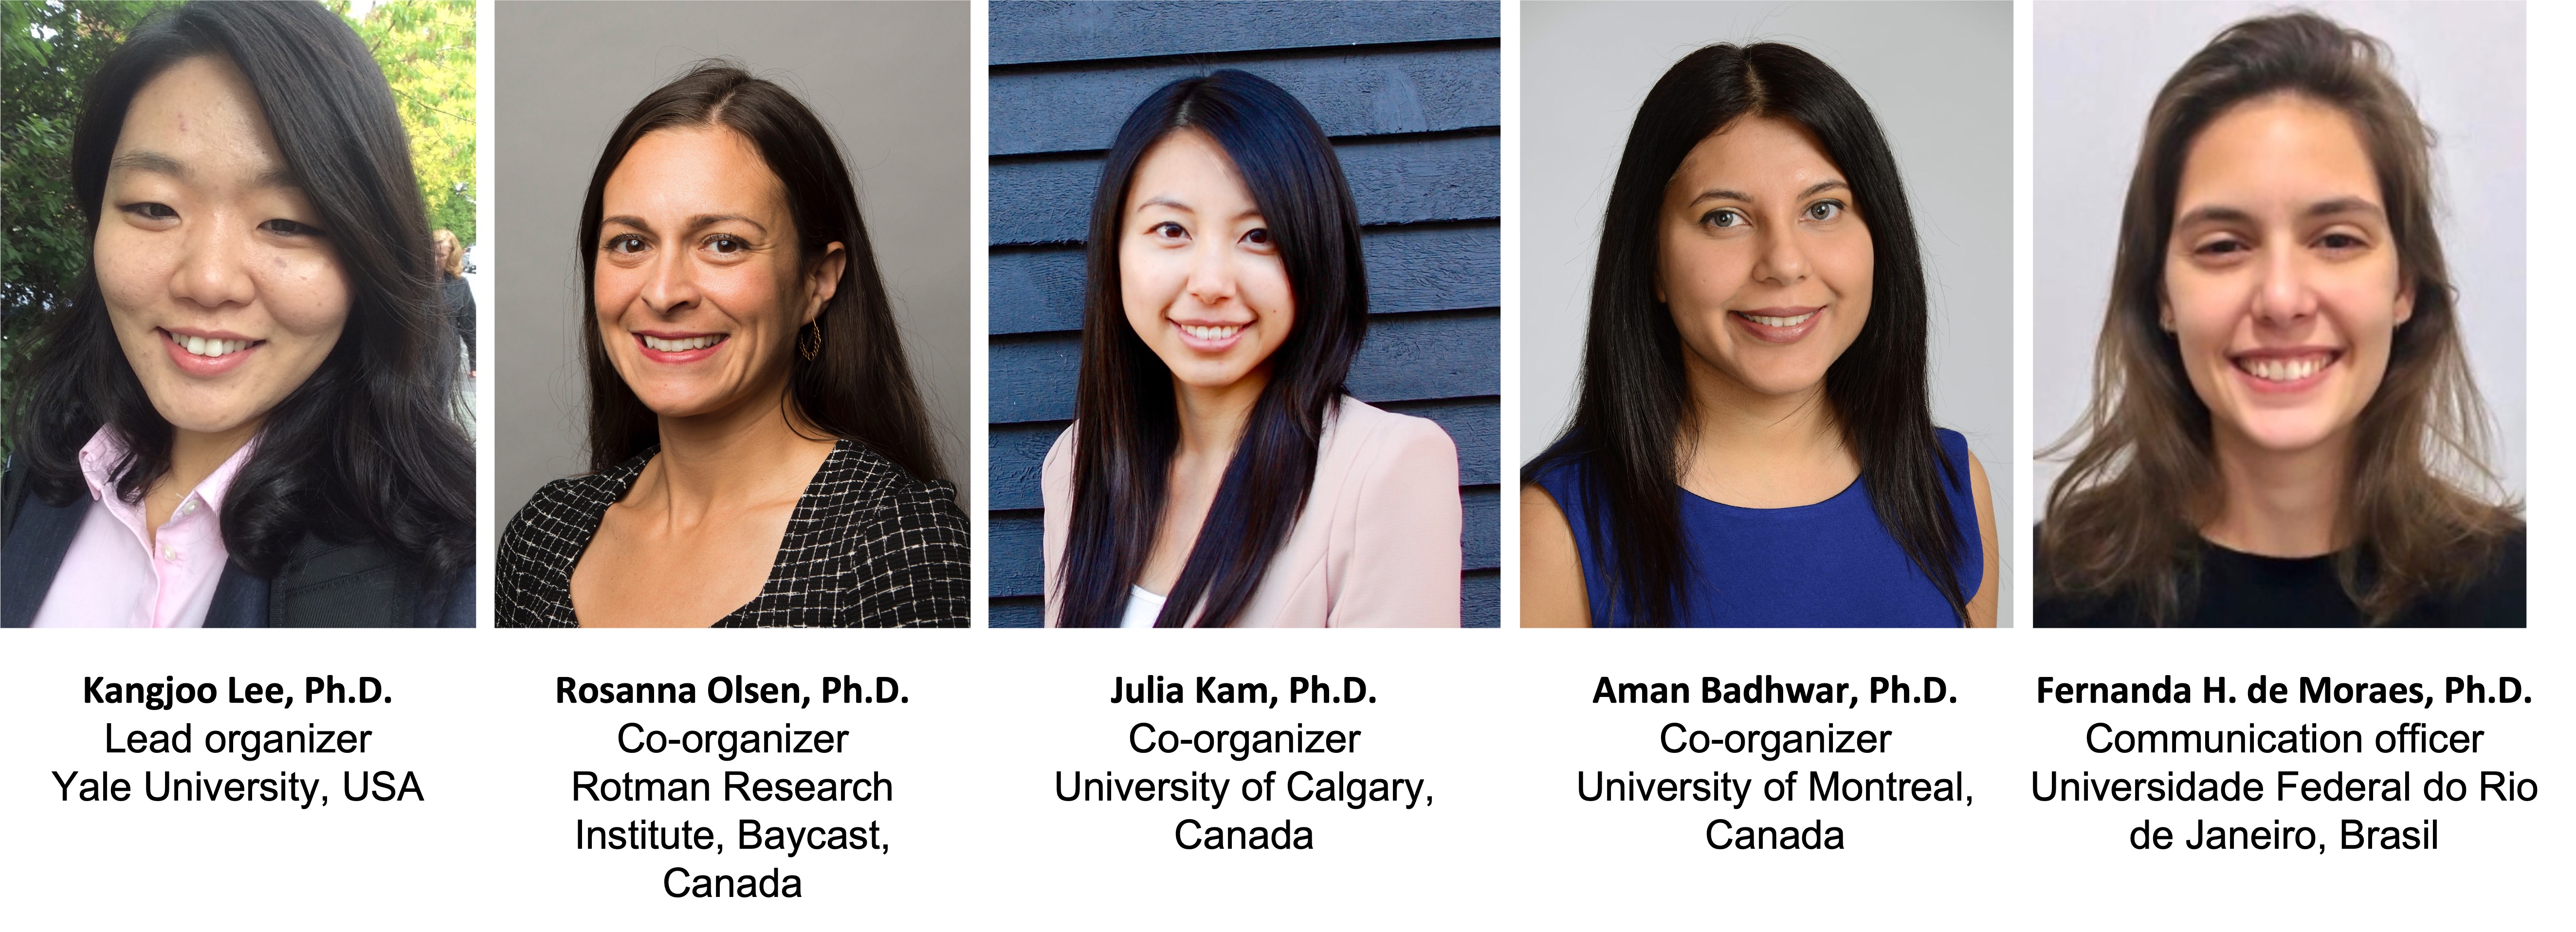 Kangjoo Lee, Ph.D.
Lead organizer
Yale University, USA
Rosanna Olsen, Ph.D.
Co-organizer
Rotman Research
Institute, Baycast,
Canada
Julia Kam, Ph.D.
Co-organizer
University of Calgary,
Canada
Aman Badhwar, Ph.D.
Co-organizer
University of Montreal,
Canada
Fernanda H. de Moraes, Ph.D.
Communication officer
Universidade Federal do Rio
de Janeiro, Brasil